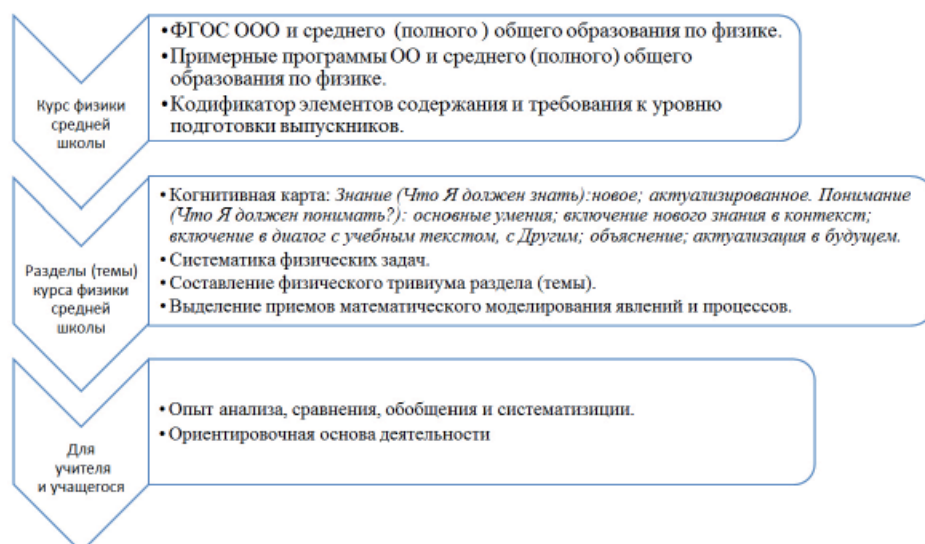 Курс физики
средней
школы
•ФГОС ООО и среднего (полного ) общего образования по физике.
•Примерные программы ОО и среднего (полного) общего
образования по физике.
•Кодификатор элементов содержания и требования к уровню
подготовки выпускников.
Разделы (темы)
курса физики
средней
школы
•Когнитивная карта: Знание (Что Я должен знать):новое; актуализированное. Понимание
(Что Я должен понимать?): основные умения; включение нового знания в контекст;
включение в диалог с учебным текстом, с Другим; объяснение; актуализация в будущем.
•Систематика физических задач.
•Составление физического тривиума раздела (темы).
•Выделение приемов математического моделирования явлений и процессов.
Для
учителя
и учащегося
•Опыт анализа, сравнения, обобщения и систематизиции.
•Ориентировочная основа деятельности